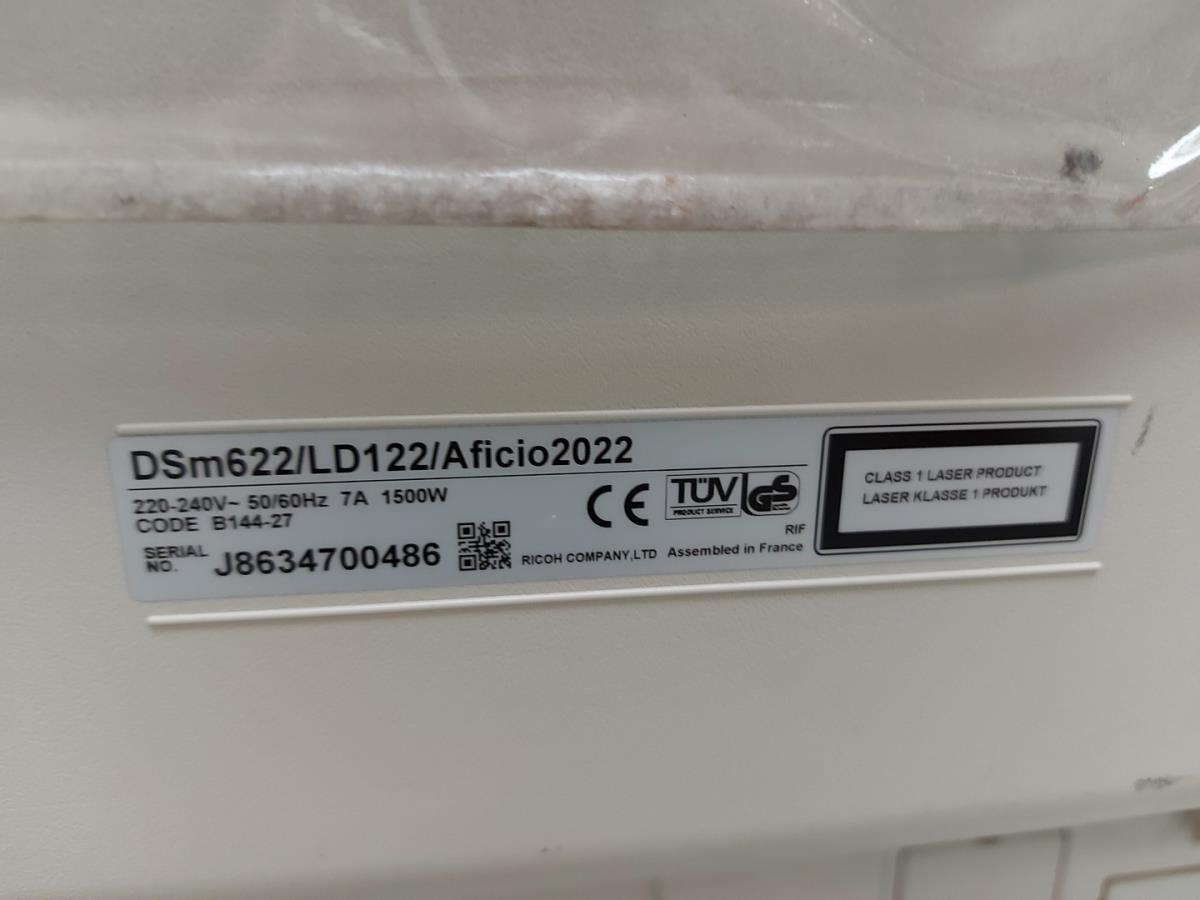 DSm622/LD122/Aficio2022
220-240V~ 50/60Hz 7A 1500W
CODE B144-27
SERIAL NO. J8634700486
CE
TÜV
PRODUCT SERVICE
GS
RIF
RICOH COMPANY,LTD Assembled in France
CLASS 1 LASER PRODUCT
LASER KLASSE 1 PRODUKT